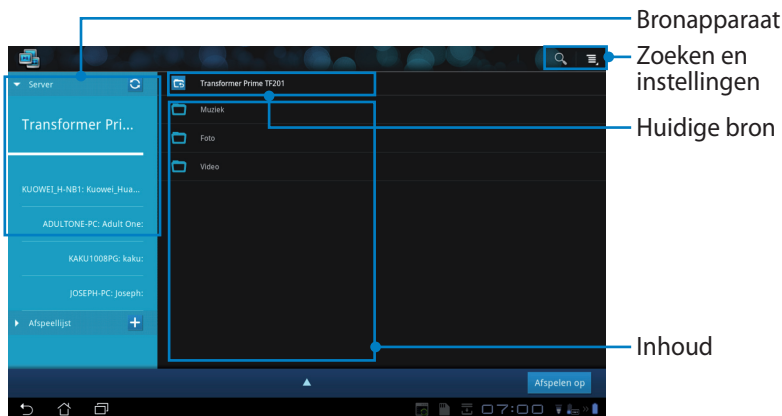 Bronapparaat
Zoeken en
instellingen
Huidige bron
Inhoud
Server
Transformer Pri...
KUOWEI_H-NB1: Kuowei_Hua...
ADULTONE-PC: Adult One:
KAKU1008PG: kaku:
JOSEPH-PC: Joseph:
Afspeellijst
Transformer Prime TF201
Muziek
Foto
Video
Afspelen op
07:00